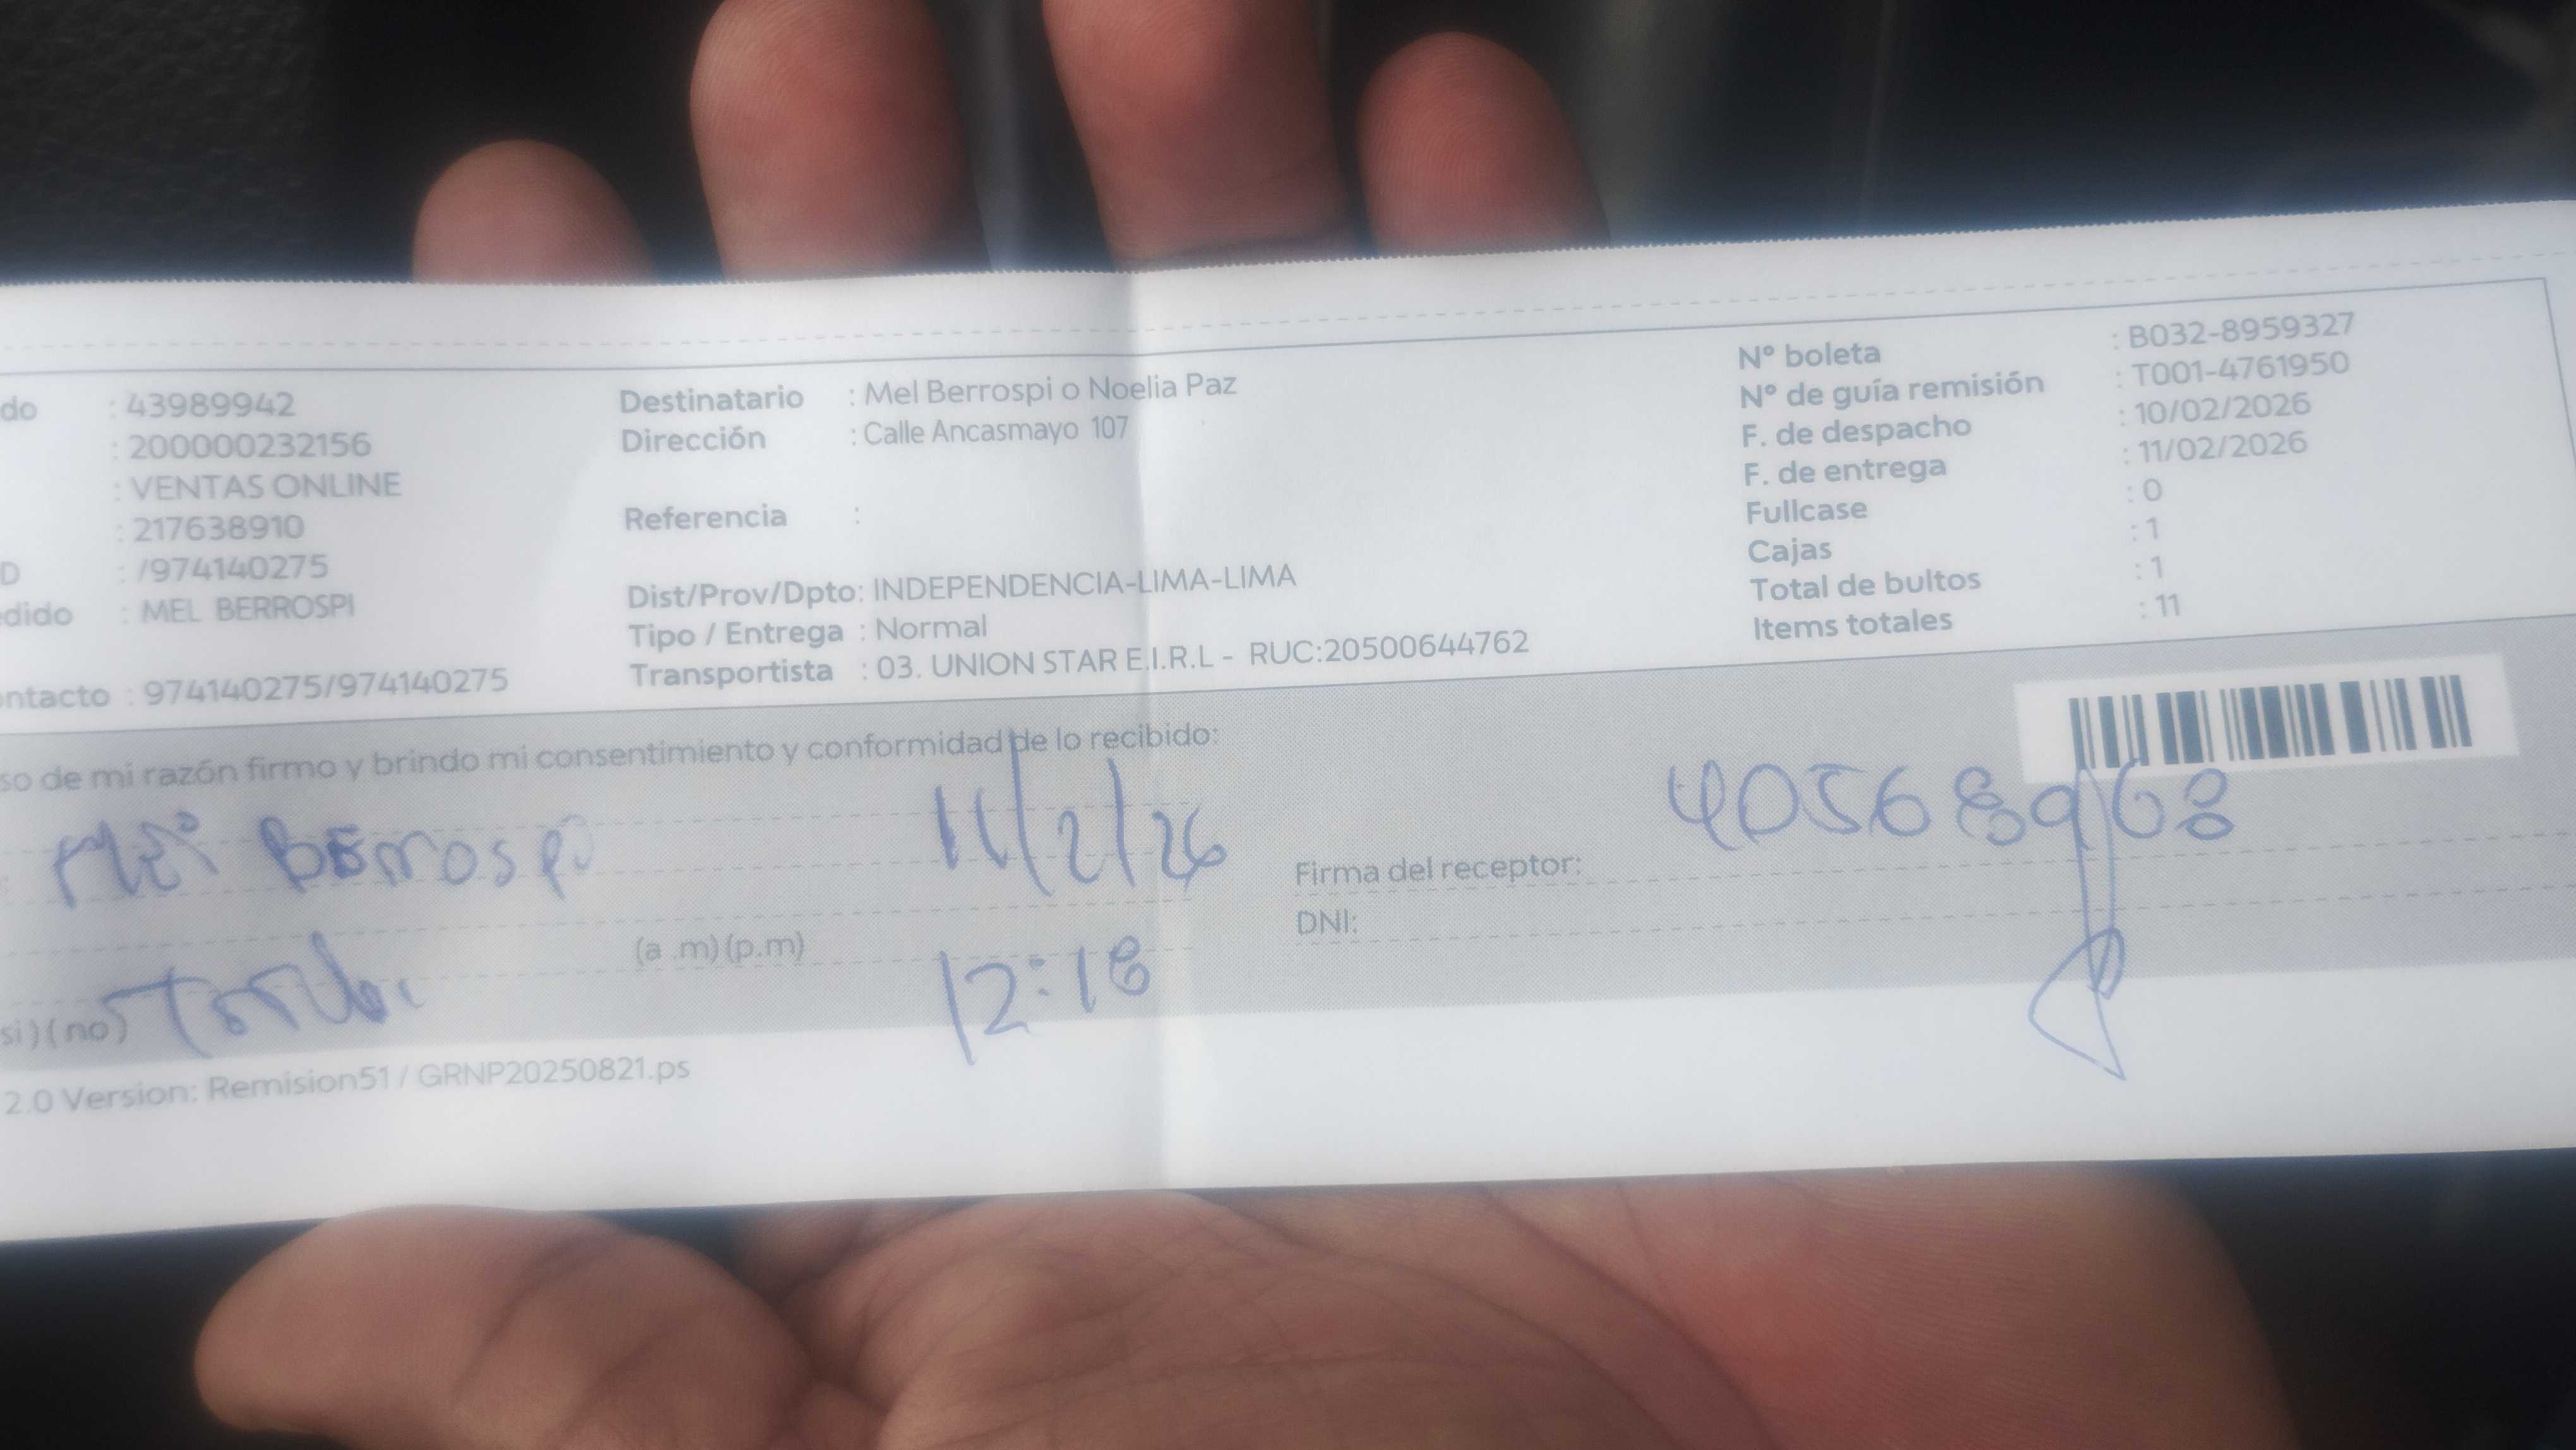 do : 43989942
: 200000232156
: VENTAS ONLINE
: 217638910
D : /974140275
dido : MEL BERROSPI
ntacto : 974140275/974140275
Destinatario : Mel Berrospi o Noelia Paz
Dirección : Calle Ancasmayo 107
Referencia :
Dist/Prov/Dpto: INDEPENDENCIA-LIMA-LIMA
Tipo / Entrega : Normal
Transportista : 03. UNION STAR E.I.R.L - RUC:20500644762
Nº boleta : B032-8959327
Nº de guía remisión : T001-4761950
F. de despacho : 10/02/2026
F. de entrega : 11/02/2026
Fullcase : 0
Cajas : 1
Total de bultos : 1
Items totales : 11
so de mi razón firmo y brindo mi consentimiento y conformidad de lo recibido:
Berrospi 11/2/26
Firma del receptor: 40568968
DNI:
(a .m) (p.m) 12:18
si) ( no)
2.0 Version: Remision51 / GRNP20250821.ps